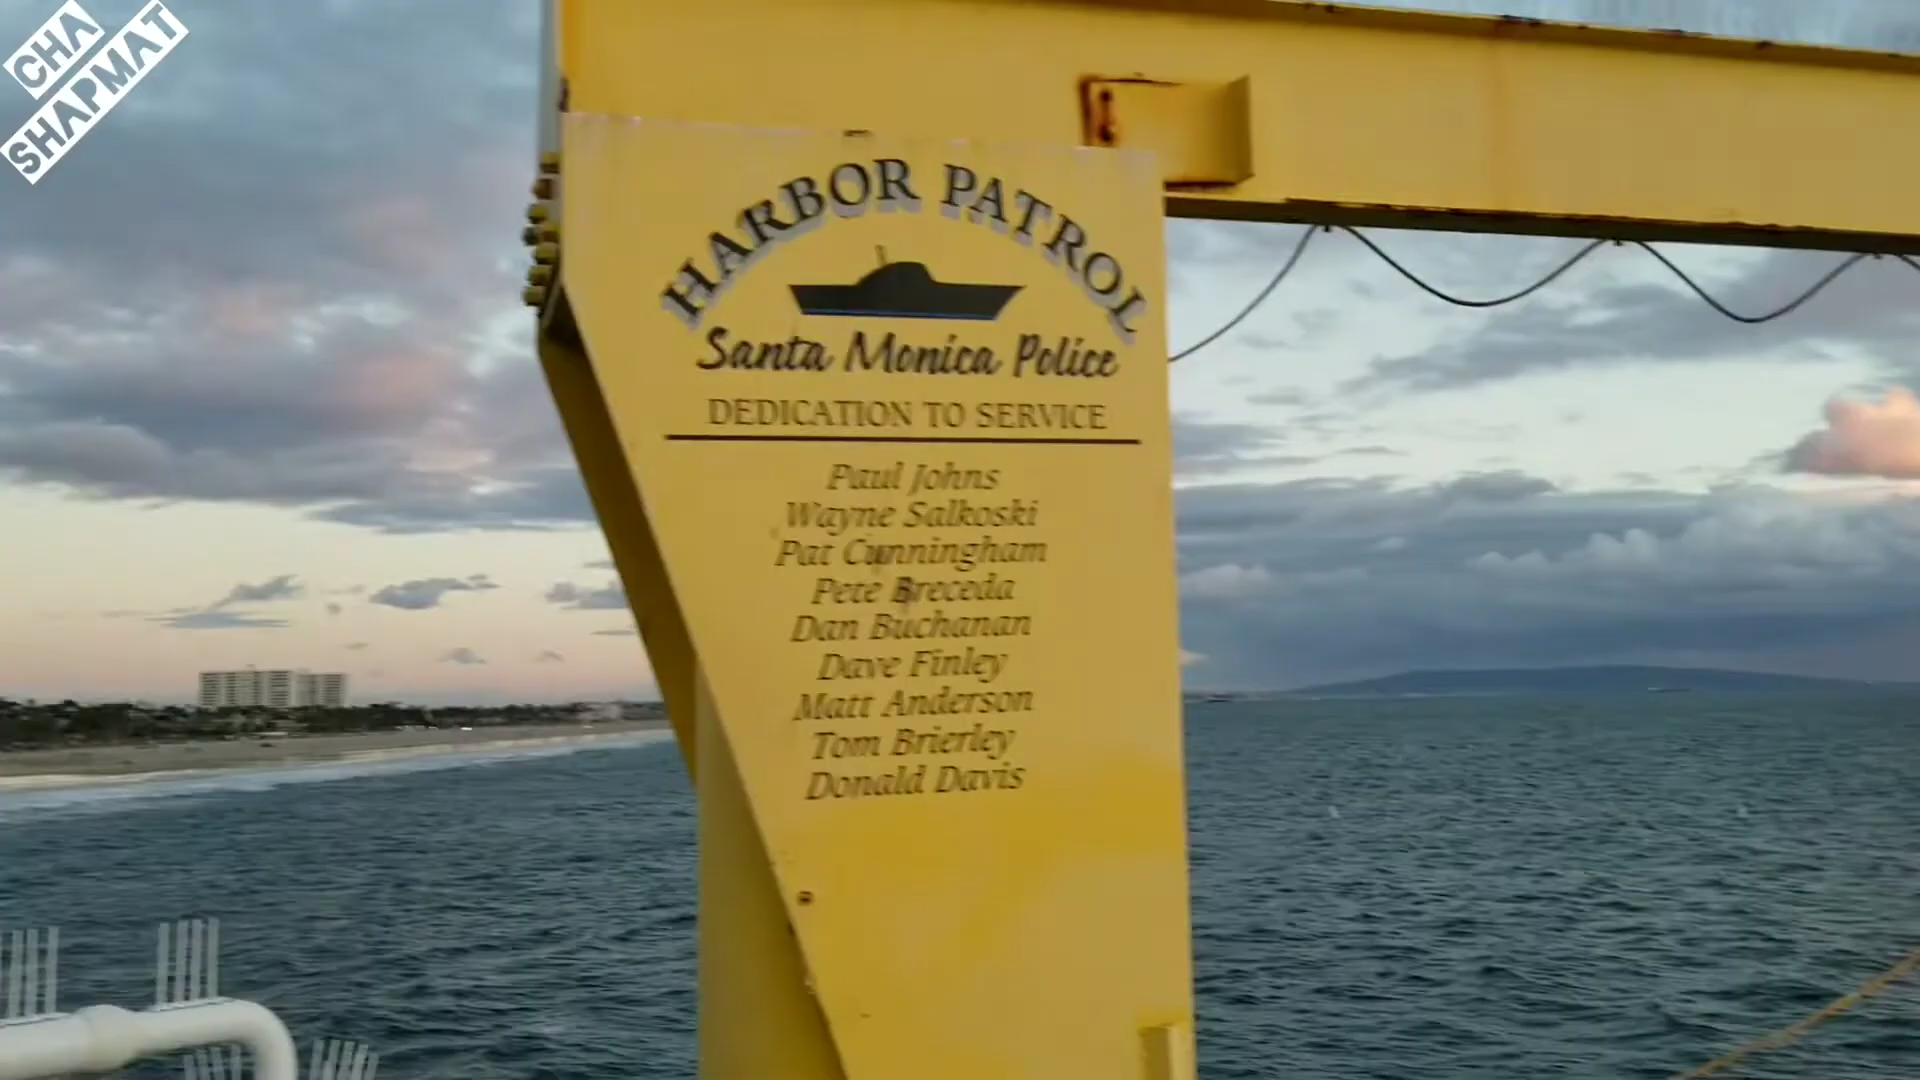 CHA
SHAPMAT
HARBOR PATROL
Santa Monica Police
DEDICATION TO SERVICE
Paul Johns
Wayne Salkoski
Pat Cunningham
Pete Breceda
Dan Buchanan
Dave Finley
Matt Anderson
Tom Brierley
Donald Davis